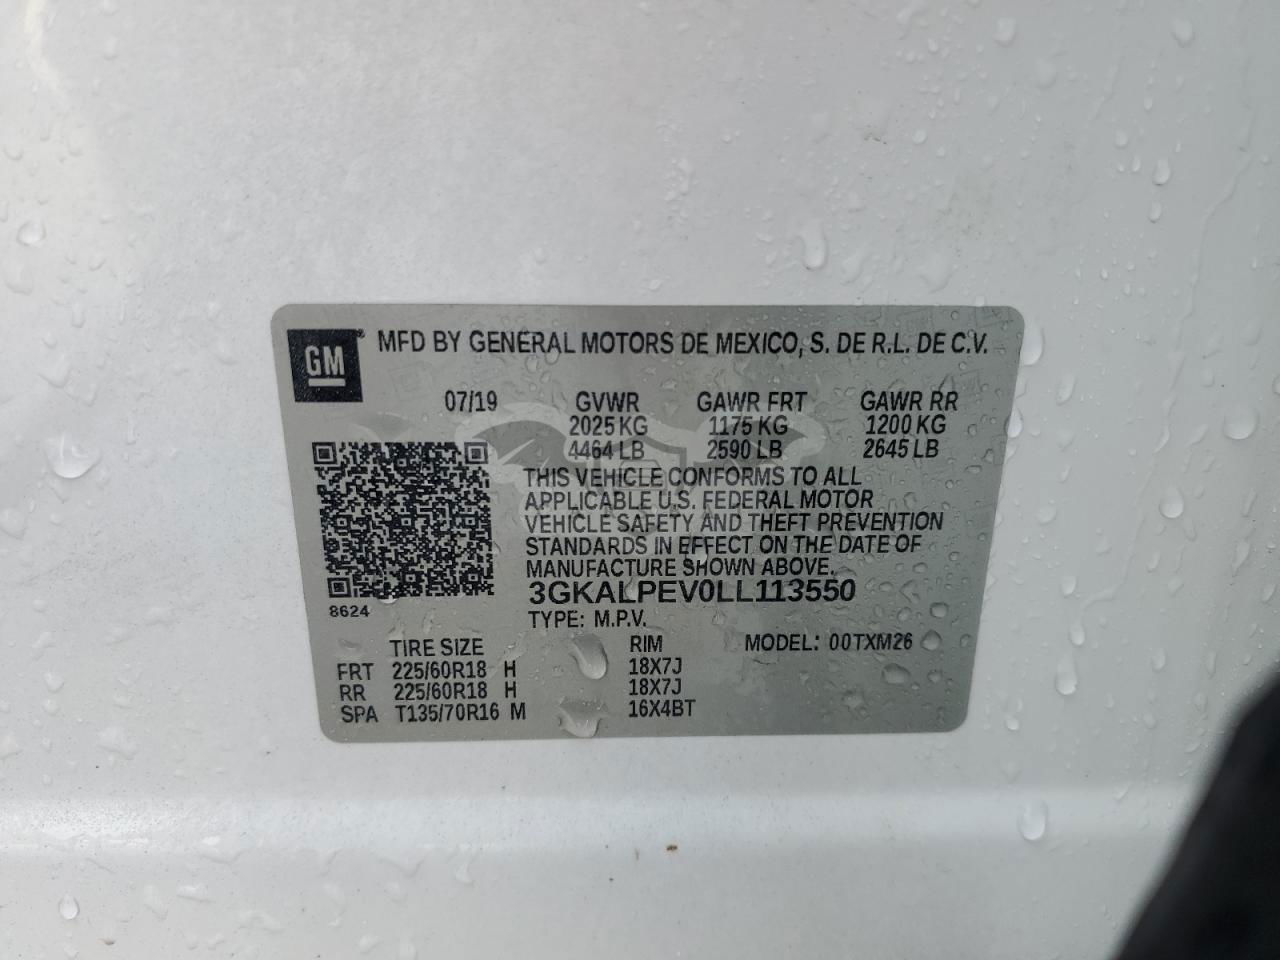 GM ® MFD BY GENERAL MOTORS DE MEXICO, S. DE R.L. DE C.V.
07/19 GVWR GAWR FRT GAWR RR
2025 KG 1175 KG 1200 KG
4464 LB 2590 LB 2645 LB
THIS VEHICLE CONFORMS TO ALL
APPLICABLE U.S. FEDERAL MOTOR
VEHICLE SAFETY AND THEFT PREVENTION
STANDARDS IN EFFECT ON THE DATE OF
MANUFACTURE SHOWN ABOVE.
3GKALPEV0LL113550
8624
TYPE: M.P.V.
TIRE SIZE RIM MODEL: 00TXM26
FRT 225/60R18 H 18X7J
RR 225/60R18 H 18X7J
SPA T135/70R16 M 16X4BT